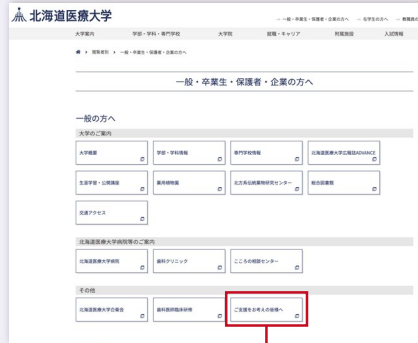 北海道医療大学
一般・卒業生・保護者・企業の方へ
在学生の方へ
教職員の
大学案内
学部・学科・専門学校
大学院
就職・キャリア
附属施設
入試情報
閲覧者別
一般・卒業生・保護者・企業の方へ
一般・卒業生・保護者・企業の方へ
一般の方へ
大学のご案内
大学概要
学部・学科情報
専門学校情報
北海道医療大学広報誌ADVANCE
生涯学習・公開講座
薬用植物園
北方系伝統薬物研究センター
総合図書館
交通アクセス
北海道医療大学病院等のご案内
北海道医療大学病院
歯科クリニック
こころの相談センター
その他
北海道医療大学合奏会
歯科医師臨床研修
ご支援をお考えの皆様へ